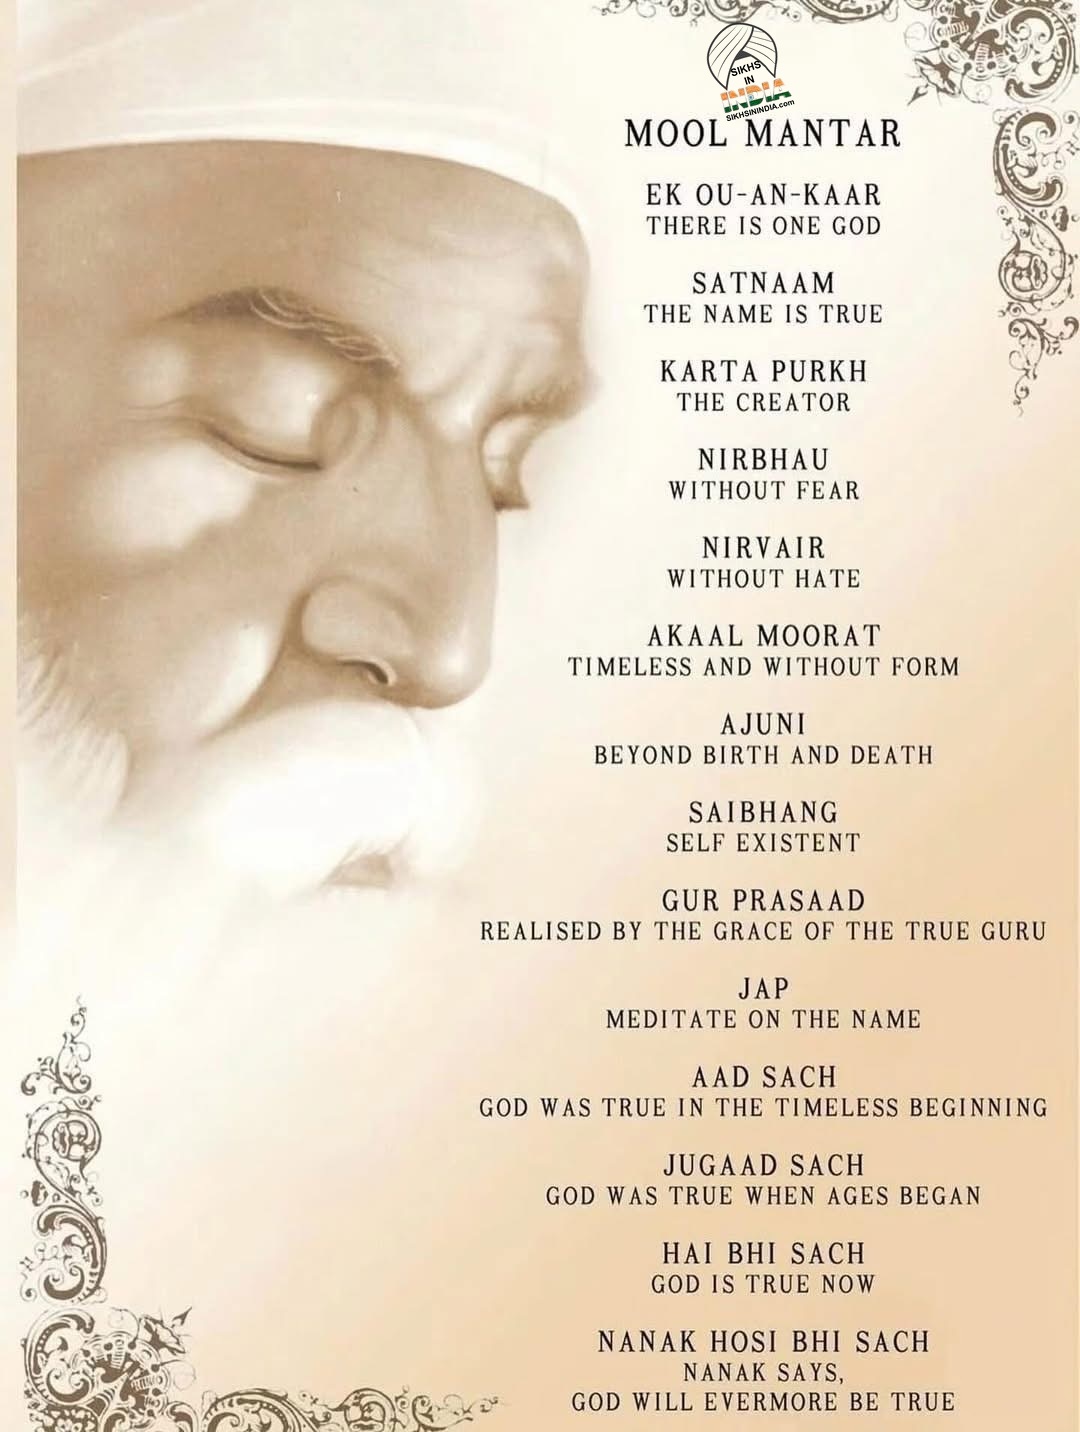 SIKHS
IN
INDIA
SIKHSININDIA.com
MOOL MANTAR
EK OU-AN-KAAR
THERE IS ONE GOD
SATNAAM
THE NAME IS TRUE
KARTA PURKH
THE CREATOR
NIRBHAU
WITHOUT FEAR
NIRVAIR
WITHOUT HATE
AKAAL MOORAT
TIMELESS AND WITHOUT FORM
AJUNI
BEYOND BIRTH AND DEATH
SAIBHANG
SELF EXISTENT
GUR PRASAAD
REALISED BY THE GRACE OF THE TRUE GURU
JAP
MEDITATE ON THE NAME
AAD SACH
GOD WAS TRUE IN THE TIMELESS BEGINNING
JUGAAD SACH
GOD WAS TRUE WHEN AGES BEGAN
HAI BHI SACH
GOD IS TRUE NOW
NANAK HOSI BHI SACH
NANAK SAYS,
GOD WILL EVERMORE BE TRUE